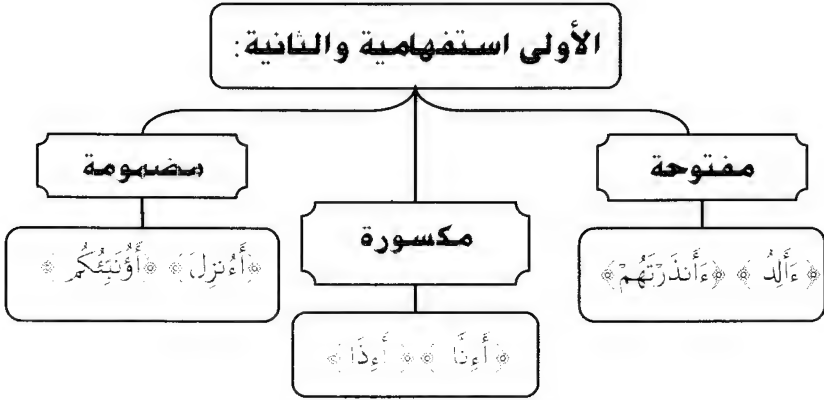 الأولى استفهامية والثانية:
مفتوحة
مكسورة
مضمومة
﴿ءَأَلِدُ﴾ ﴿ءَأَنذَرْتَهُمْ﴾
﴿أَءِنَّا﴾ ﴿أَءِذَا﴾
﴿أَءُنزِلَ﴾ ﴿أَؤُنَبِّئُكُم﴾